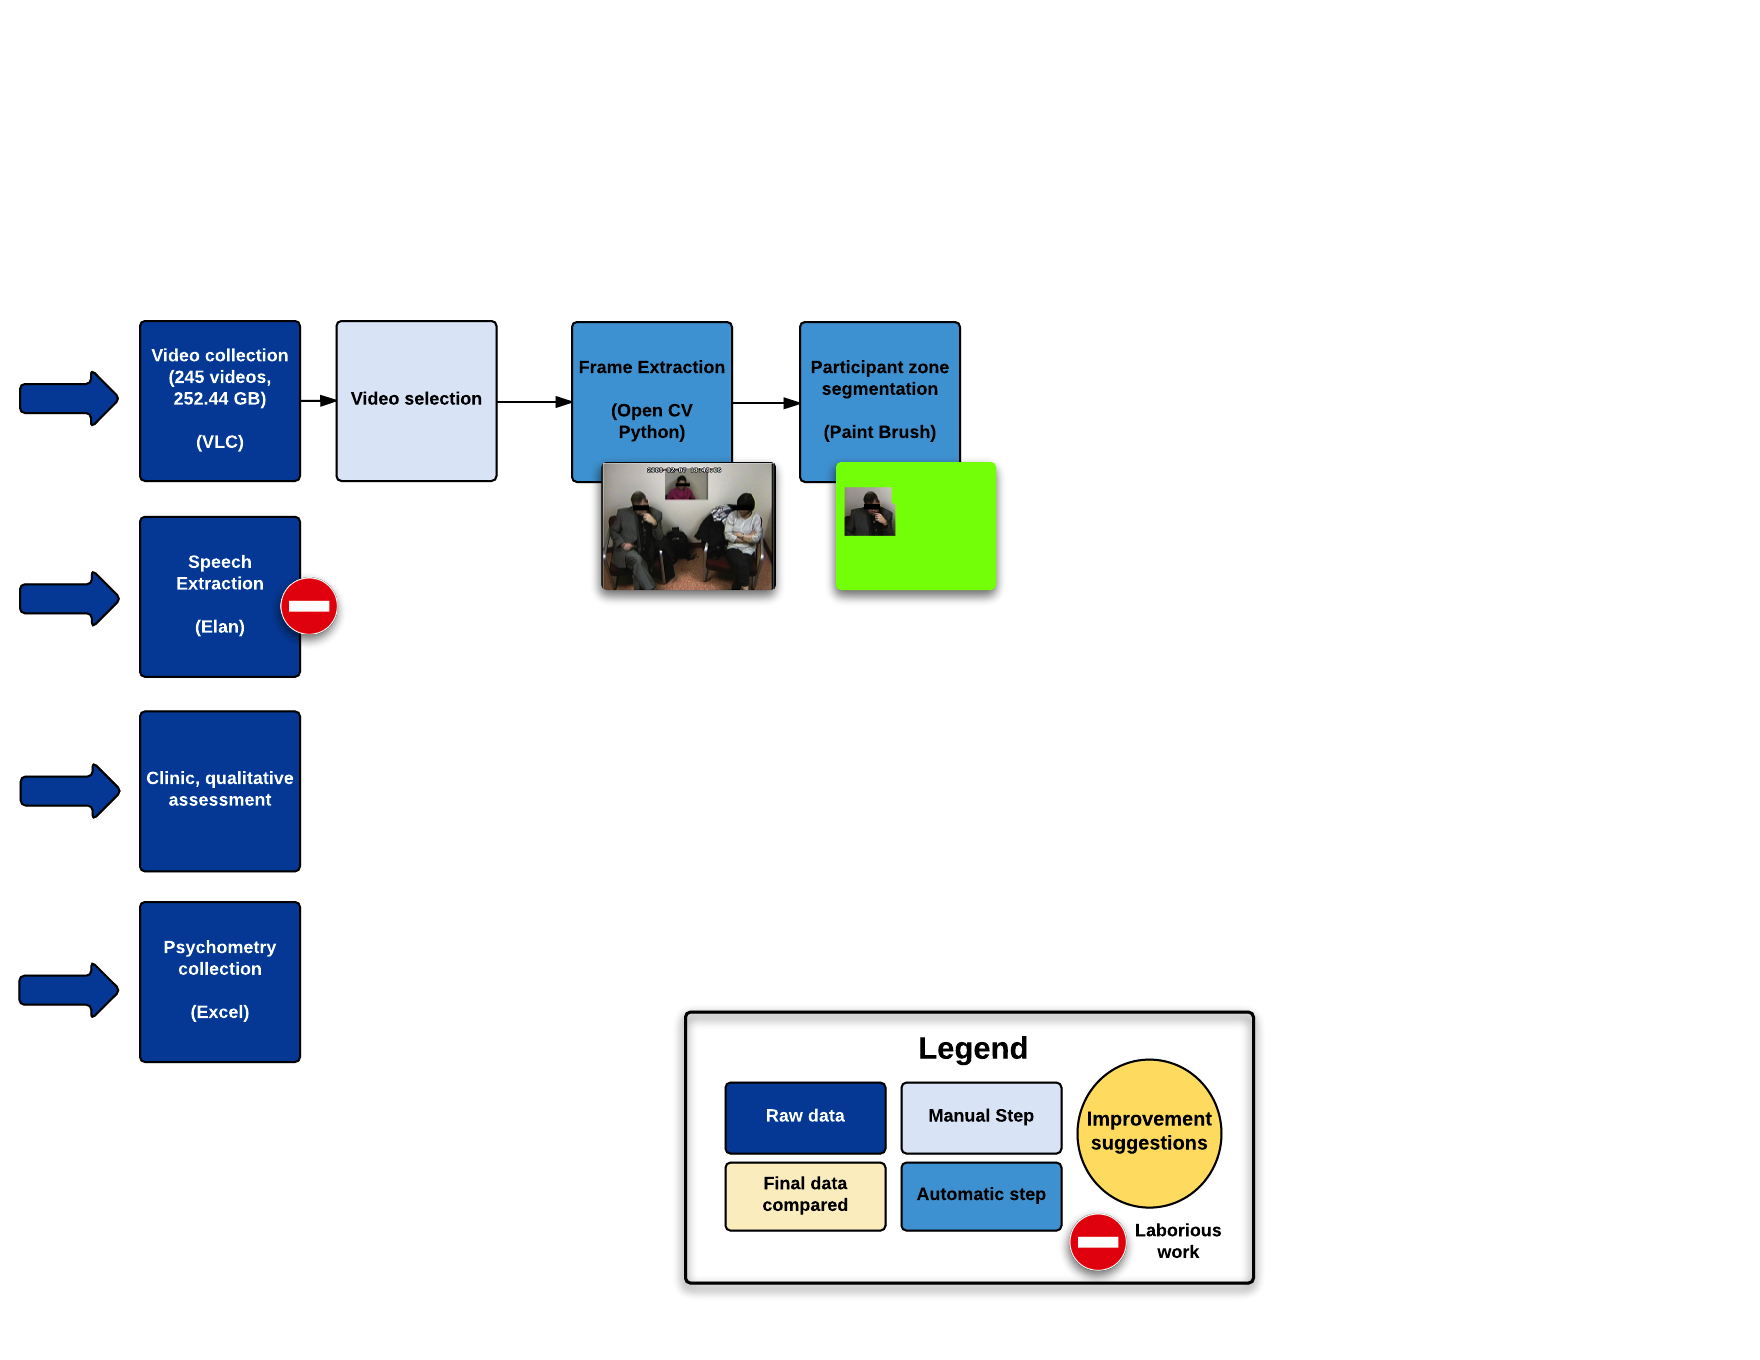 Video collection
(245 videos,
252.44 GB)
(VLC)
Video selection
Frame Extraction
(Open CV
Python)
Participant zone
segmentation
(Paint Brush)
Speech
Extraction
(Elan)
Clinic, qualitative
assessment
Psychometry
collection
(Excel)
Legend
Raw data
Manual Step
Improvement
suggestions
Final data
compared
Automatic step
Laborious
work